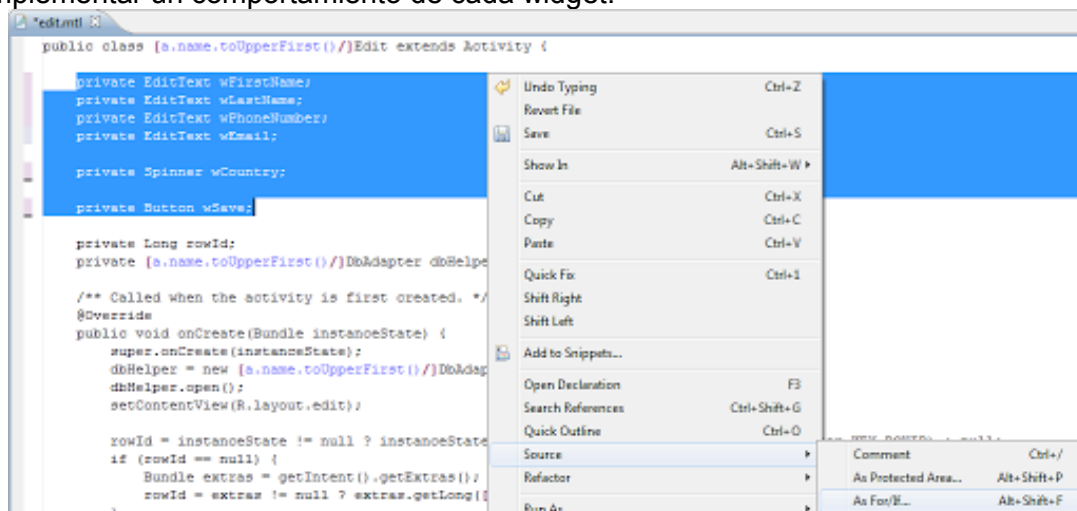 mplementar un comportamiento de cada widget.
*edit.mtl
public class [a.name.toUpperFirst()/]Edit extends Activity {
private EditText wFirstName;
private EditText wLastName;
private EditText wPhoneNumber;
private EditText wEmail;
private Spinner wCountry;
private Button wSave;
private Long rowId;
private [a.name.toUpperFirst()/]DbAdapter dbHelpe
/** Called when the activity is first created. */
@Override
public void onCreate(Bundle instanceState) {
super.onCreate(instanceState);
dbHelper = new [a.name.toUpperFirst()/]DbAdap
dbHelper.open();
setContentView(R.layout.edit);
rowId = instanceState != null ? instanceState
if (rowId == null) {
Bundle extras = getIntent().getExtras();
rowId = extras != null ? extras.getLong([
Undo Typing Ctrl+Z
Revert File
Save Ctrl+S
Show In Alt+Shift+W
Cut Ctrl+X
Copy Ctrl+C
Paste Ctrl+V
Quick Fix Ctrl+1
Shift Right
Shift Left
Add to Snippets...
Open Declaration F3
Search References Ctrl+Shift+G
Quick Outline Ctrl+O
Source
Refactor
Run As
Comment Ctrl+/
As Protected Area... Alt+Shift+P
As For/If... Alt+Shift+F